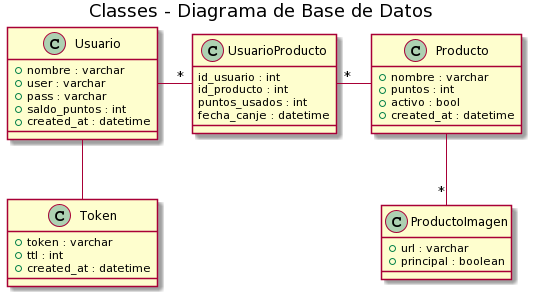 Classes - Diagrama de Base de Datos
C Usuario
nombre : varchar
user : varchar
pass : varchar
saldo_puntos : int
created_at : datetime
*
C UsuarioProducto
id_usuario : int
id_producto : int
puntos_usados : int
fecha_canje : datetime
*
C Producto
nombre : varchar
puntos : int
activo : bool
created_at : datetime
*
C Token
token : varchar
ttl : int
created_at : datetime
C ProductoImagen
url : varchar
principal : boolean